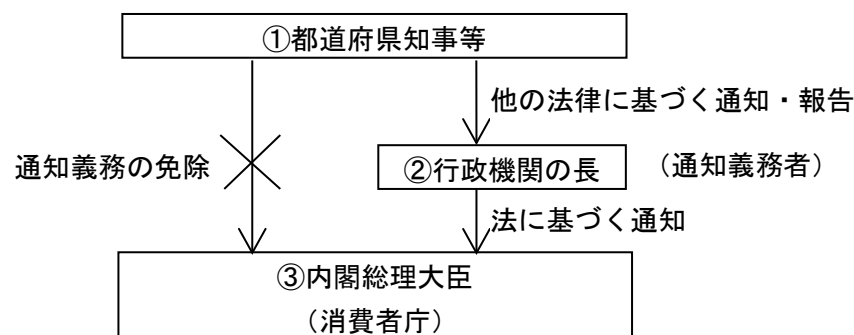 ①都道府県知事等
他の法律に基づく通知・報告
通知義務の免除
②行政機関の長
（通知義務者）
法に基づく通知
③内閣総理大臣
（消費者庁）